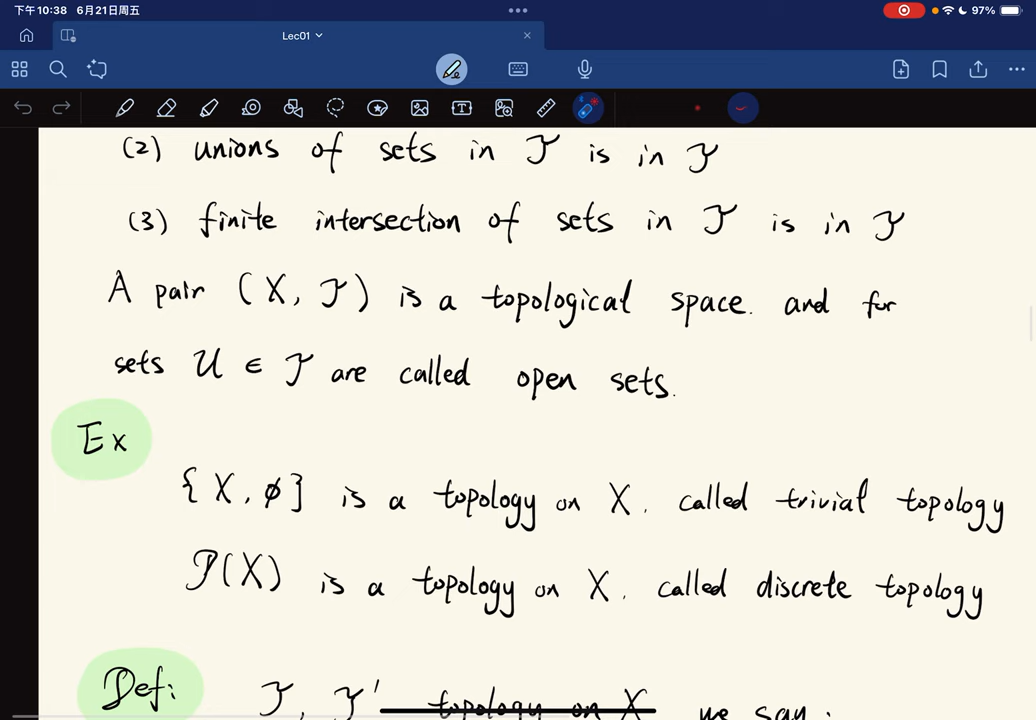 下午10:38 6月21日周五
97%
Lec01
(2) unions of sets in 𝒯 is in 𝒯
(3) finite intersection of sets in 𝒯 is in 𝒯
A pair (X, 𝒯) is a topological space. and for
sets U ∈ 𝒯 are called open sets.
Ex
{X, ϕ} is a topology on X. called trivial topology
𝒫(X) is a topology on X. called discrete topology
Def: 𝒯, 𝒯' topology on X we say: